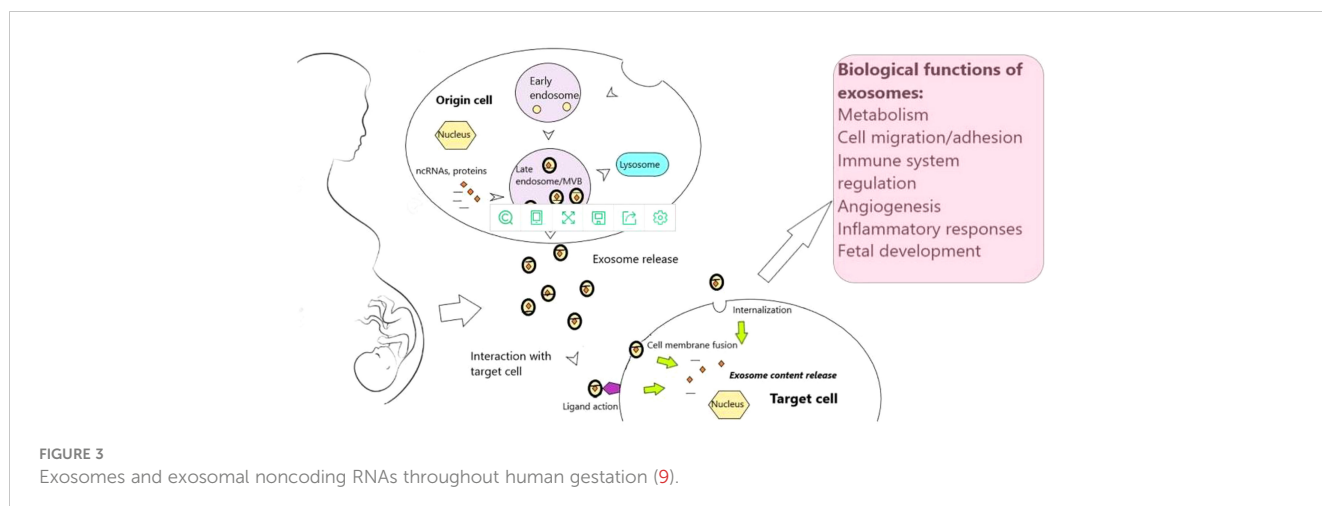 Early
endosome
Origin cell
Nucleus
ncRNAs, proteins
Late
endosome/MVB
Lysosome
Exosome release
Interaction with
target cell
Ligand action
Cell membrane fusion
Internalization
Exosome content release
Nucleus
Target cell
Biological functions of
exosomes:
Metabolism
Cell migration/adhesion
Immune system
regulation
Angiogenesis
Inflammatory responses
Fetal development
FIGURE 3
Exosomes and exosomal noncoding RNAs throughout human gestation (9).